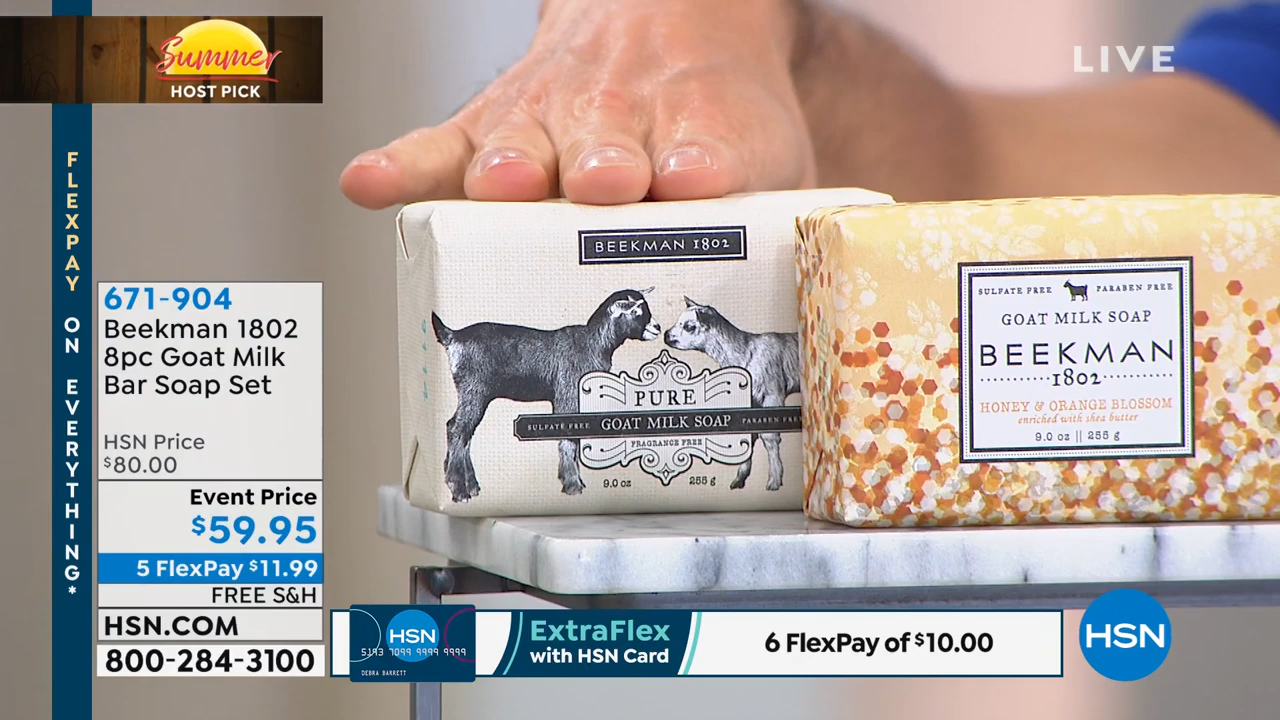 Summer
HOST PICK
LIVE
FLEXPAY ON EVERYTHING*
671-904
Beekman 1802
8pc Goat Milk
Bar Soap Set
HSN Price
$80.00
Event Price
$59.95
5 FlexPay $11.99
FREE S&H
HSN.COM
800-284-3100
BEEKMAN 1802
PURE
SULFATE FREE GOAT MILK SOAP PARABEN FREE
FRAGRANCE FREE
9.0 oz 255 g
SULFATE FREE PARABEN FREE
GOAT MILK SOAP
BEEKMAN
1802
HONEY & ORANGE BLOSSOM
enriched with shea butter
9.0 oz || 255 g
HSN
5193 7099 9999 9999
DEBRA BARRETT
ExtraFlex
with HSN Card
6 FlexPay of $10.00
HSN